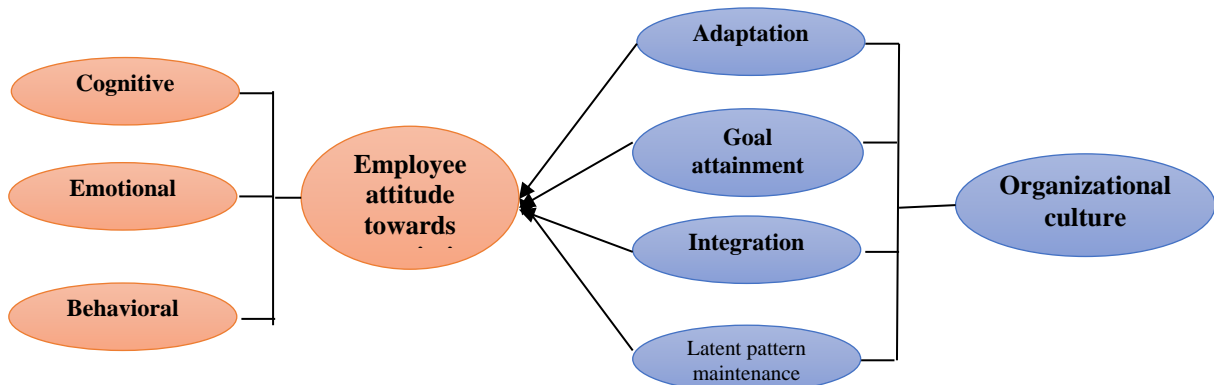 Cognitive
Emotional
Behavioral
Employee
attitude
towards
Adaptation
Goal
attainment
Integration
Latent pattern
maintenance
Organizational
culture